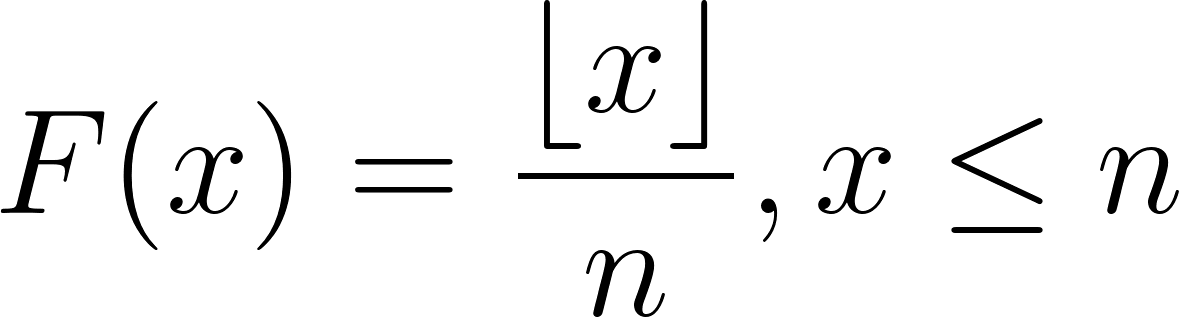 F(x) = ⌊x⌋/n, x ≤ n